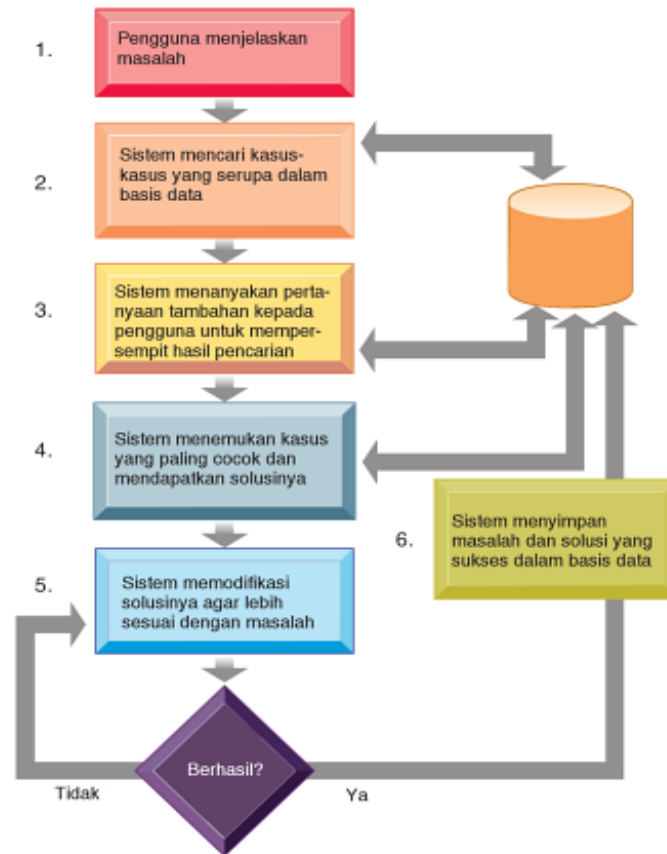 1.
Pengguna menjelaskan
masalah
2.
Sistem mencari kasus-
kasus yang serupa dalam
basis data
3.
Sistem menanyakan perta-
nyaan tambahan kepada
pengguna untuk memper-
sempit hasil pencarian
4.
Sistem menemukan kasus
yang paling cocok dan
mendapatkan solusinya
5.
Sistem memodifikasi
solusinya agar lebih
sesuai dengan masalah
6.
Sistem menyimpan
masalah dan solusi yang
sukses dalam basis data
Berhasil?
Tidak
Ya